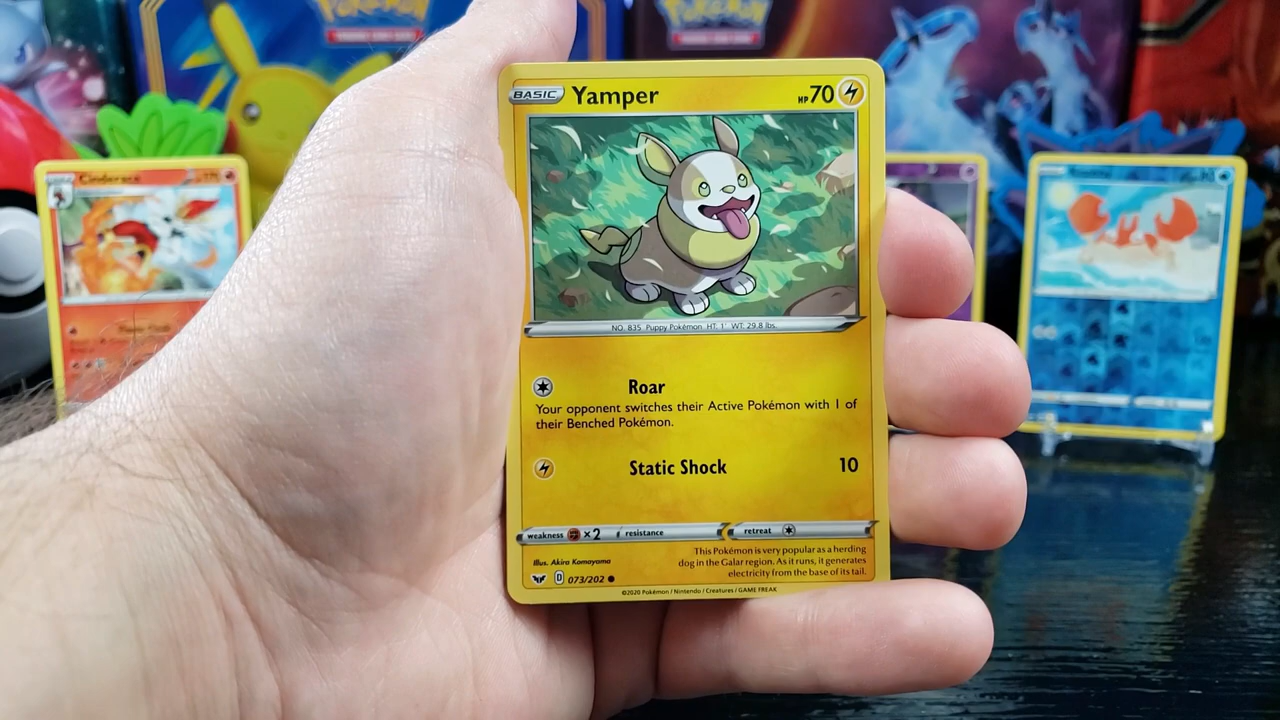 Pokémon
Pokémon
BASIC Yamper HP 70
NO. 835 Puppy Pokémon HT: 1' WT: 29.8 lbs.
Roar
Your opponent switches their Active Pokémon with 1 of
their Benched Pokémon.
Static Shock 10
weakness ×2 resistance retreat
Illus. Akira Komayama
This Pokémon is very popular as a herding
dog in the Galar region. As it runs, it generates
electricity from the base of its tail.
D 073/202
©2020 Pokémon / Nintendo / Creatures / GAME FREAK
Cinderace